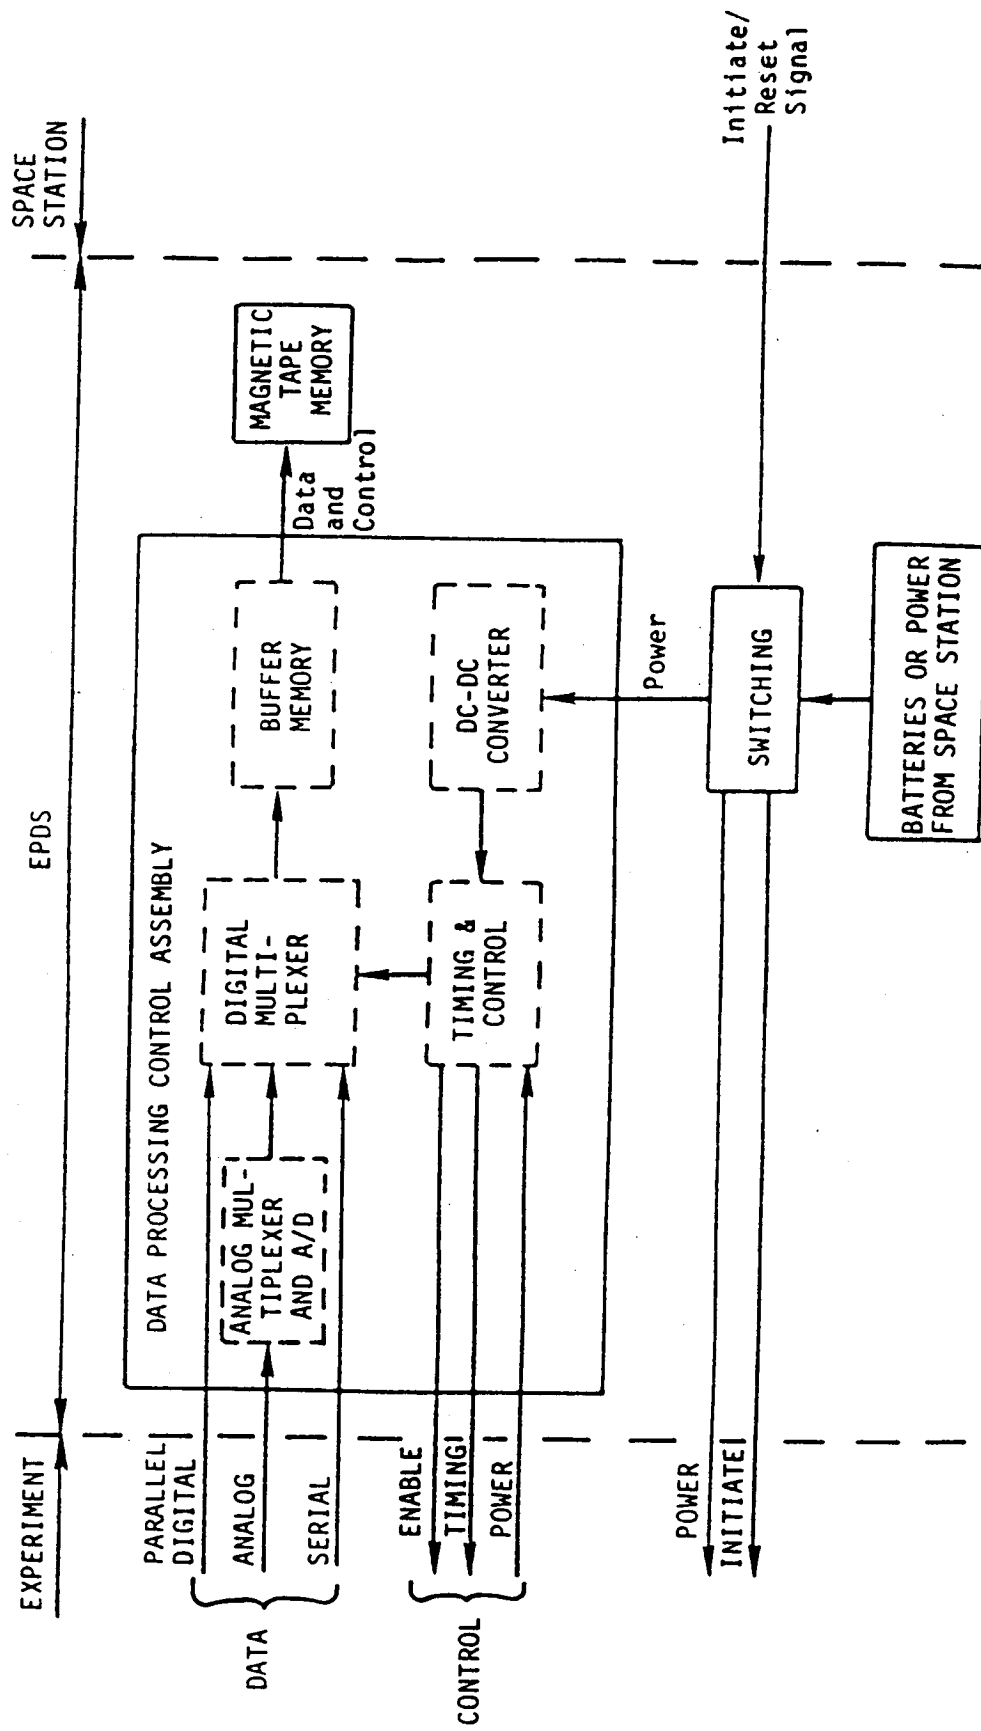 EXPERIMENT
EPDS
SPACE
STATION
DATA PROCESSING CONTROL ASSEMBLY
DATA
PARALLEL
DIGITAL
ANALOG
SERIAL
ANALOG MUL-
TIPLEXER
AND A/D
DIGITAL
MULTI-
PLEXER
BUFFER
MEMORY
Data
and
Control
MAGNETIC
TAPE
MEMORY
CONTROL
ENABLE
TIMING
POWER
TIMING &
CONTROL
DC-DC
CONVERTER
Power
POWER
INITIATE
SWITCHING
Initiate/
Reset
Signal
BATTERIES OR POWER
FROM SPACE STATION